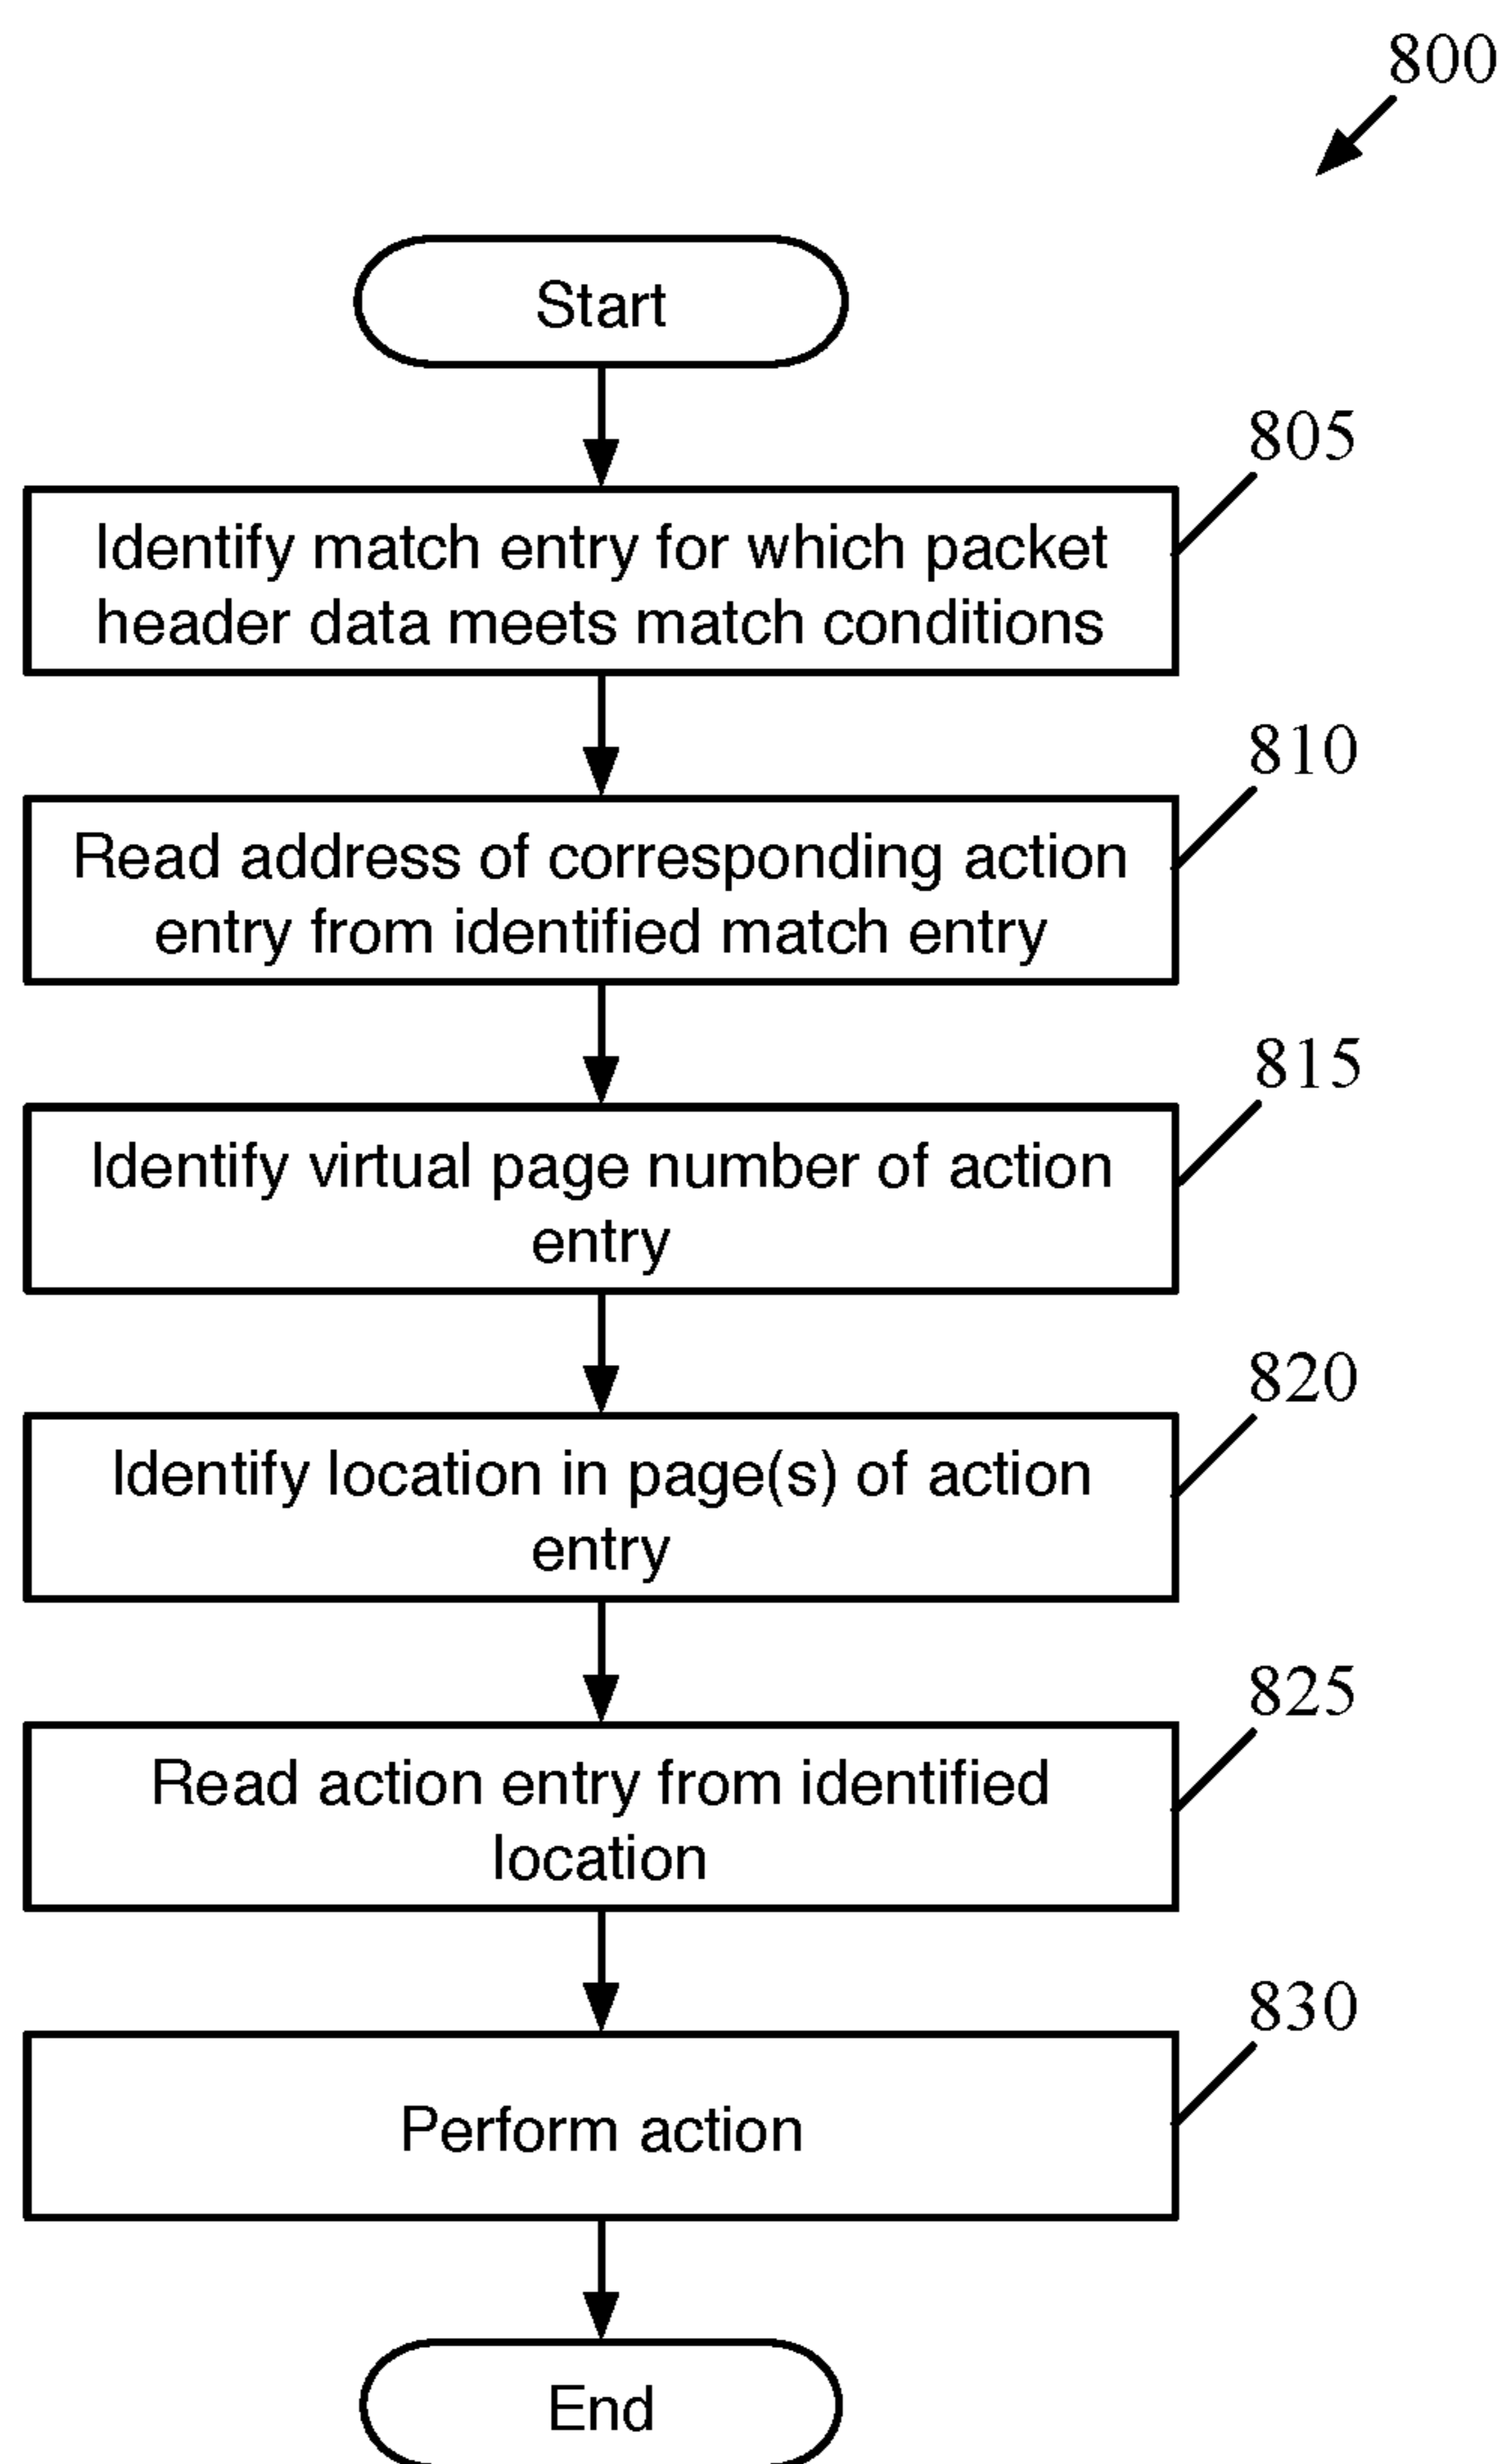 800
Start
805
Identify match entry for which packet
header data meets match conditions
810
Read address of corresponding action
entry from identified match entry
815
Identify virtual page number of action
entry
820
Identify location in page(s) of action
entry
825
Read action entry from identified
location
830
Perform action
End